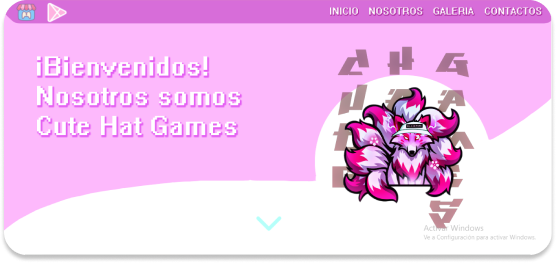 INICIO NOSOTROS GALERIA CONTACTOS
¡Bienvenidos!
Nosotros somos
Cute Hat Games
C H G
Activar Windows
Ve a Configuración para activar Windows.